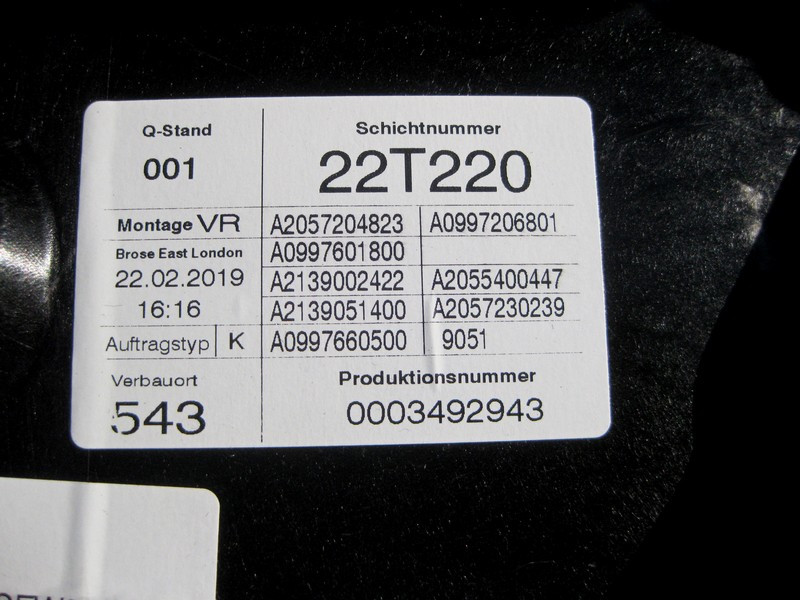 Q-Stand
001
Schichtnummer
22T220
Montage VR
A2057204823 A0997206801
Brose East London
A0997601800
22.02.2019
A2139002422 A2055400447
16:16
A2139051400 A2057230239
Auftragstyp K
A0997660500 9051
Verbauort
543
Produktionsnummer
0003492943